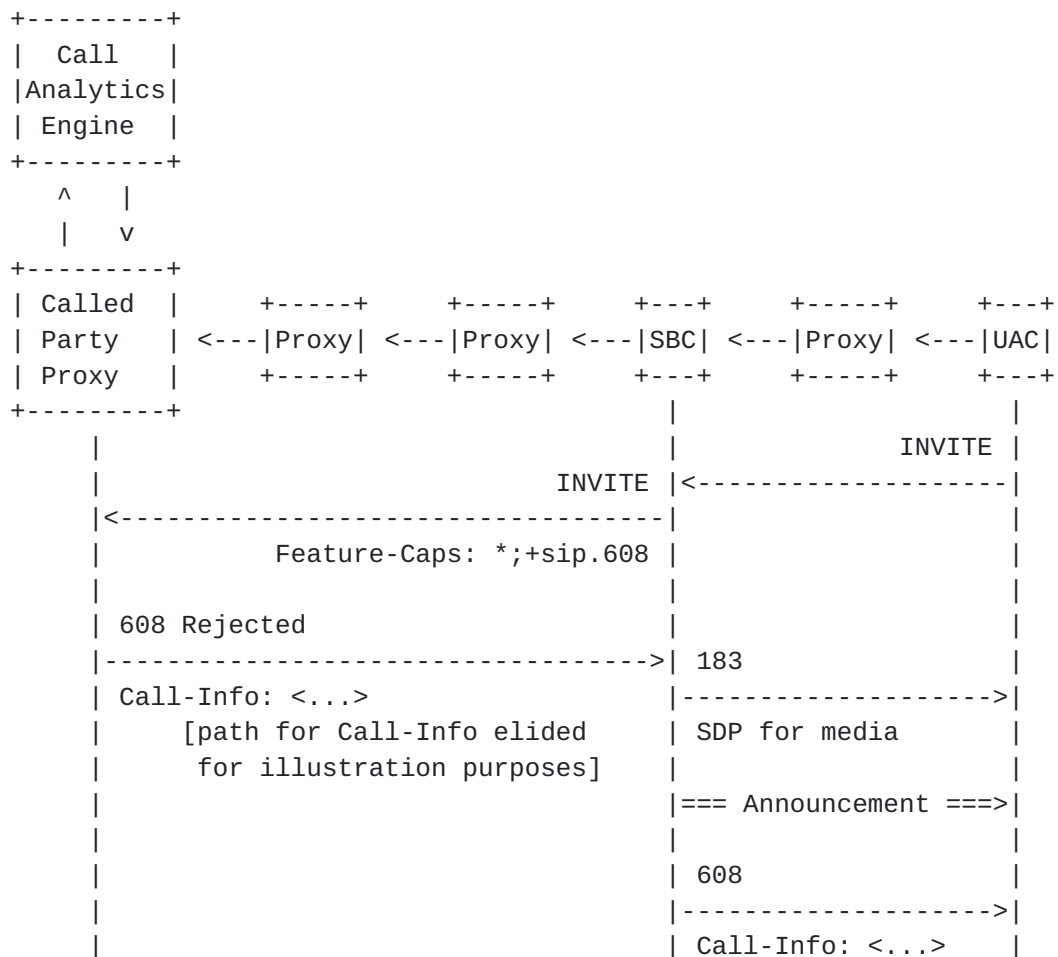 Call
Analytics
Engine
Called
Party <---Proxy <---Proxy <---SBC <---Proxy <---UAC
Proxy
INVITE
INVITE
Feature-Caps: *;+sip.608
608 Rejected
183
Call-Info: <...>
[path for Call-Info elided SDP for media
for illustration purposes]
=== Announcement ===>
608
Call-Info: <...>